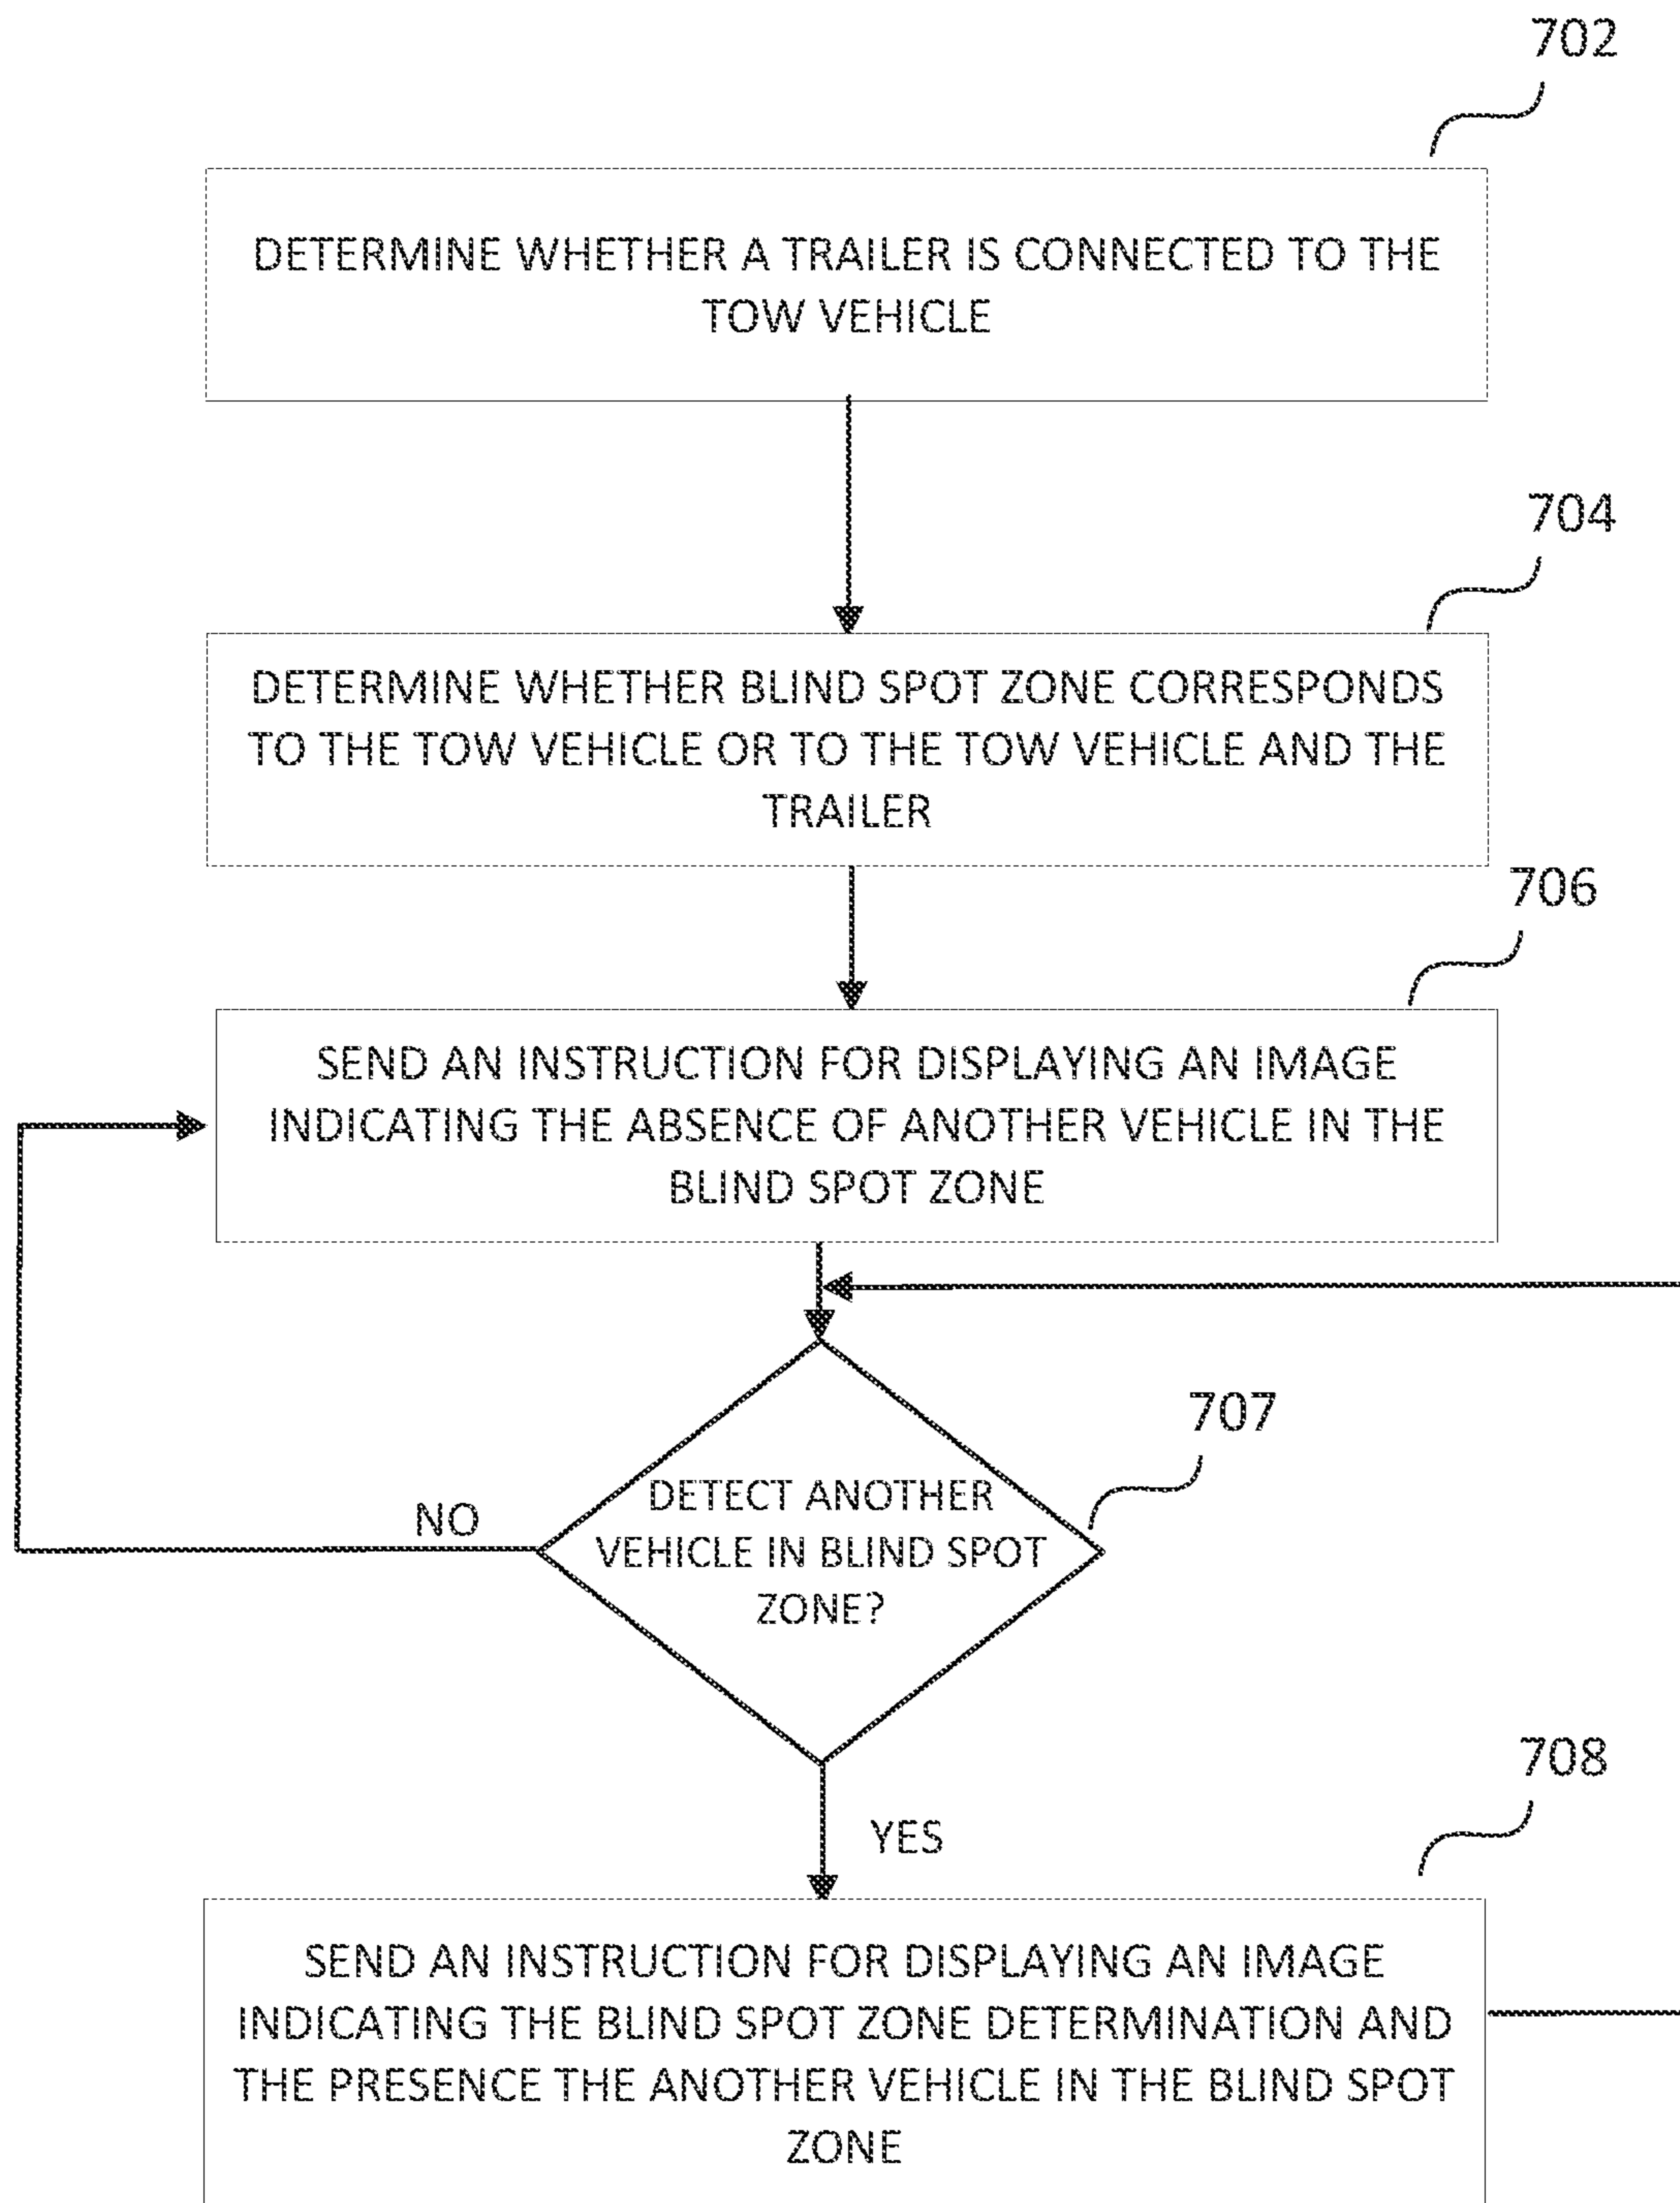 702
DETERMINE WHETHER A TRAILER IS CONNECTED TO THE
TOW VEHICLE
704
DETERMINE WHETHER BLIND SPOT ZONE CORRESPONDS
TO THE TOW VEHICLE OR TO THE TOW VEHICLE AND THE
TRAILER
706
SEND AN INSTRUCTION FOR DISPLAYING AN IMAGE
INDICATING THE ABSENCE OF ANOTHER VEHICLE IN THE
BLIND SPOT ZONE
707
DETECT ANOTHER
VEHICLE IN BLIND SPOT
ZONE?
NO
YES
708
SEND AN INSTRUCTION FOR DISPLAYING AN IMAGE
INDICATING THE BLIND SPOT ZONE DETERMINATION AND
THE PRESENCE THE ANOTHER VEHICLE IN THE BLIND SPOT
ZONE